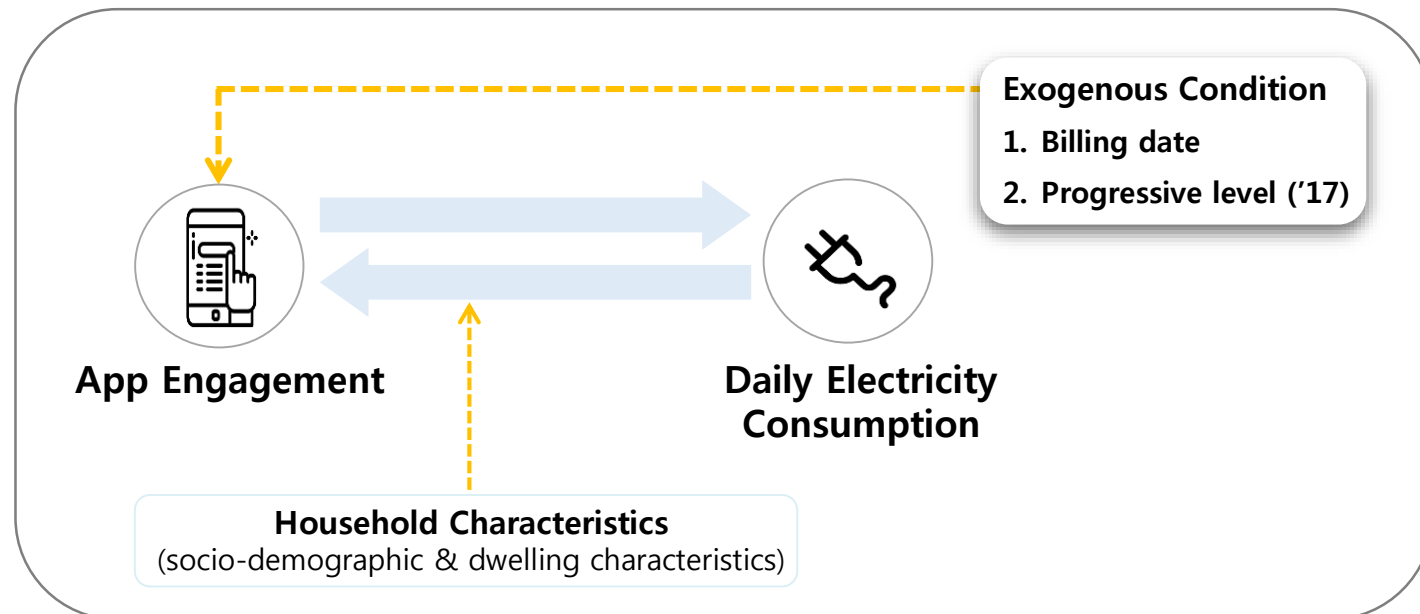 Exogenous Condition
1. Billing date
2. Progressive level (’17)
App Engagement
Daily Electricity
Consumption
Household Characteristics
(socio-demographic & dwelling characteristics)